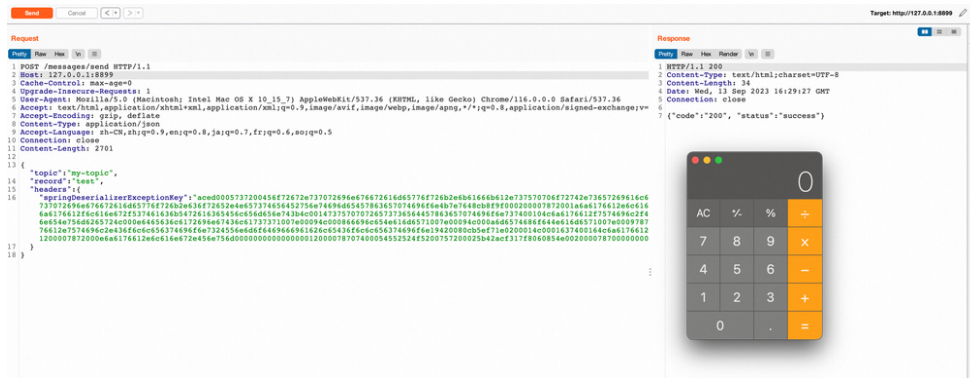 Send
Cancel
Target: http://127.0.0.1:8899
Request
Pretty Raw Hex \n
1 POST /messages/send HTTP/1.1
2 Host: 127.0.0.1:8899
3 Cache-Control: max-age=0
4 Upgrade-Insecure-Requests: 1
5 User-Agent: Mozilla/5.0 (Macintosh; Intel Mac OS X 10_15_7) AppleWebKit/537.36 (KHTML, like Gecko) Chrome/116.0.0.0 Safari/537.36
6 Accept: text/html,application/xhtml+xml,application/xml;q=0.9,image/avif,image/webp,image/apng,*/*;q=0.8,application/signed-exchange;v=
7 Accept-Encoding: gzip, deflate
8 Content-Type: application/json
9 Accept-Language: zh-CN,zh;q=0.9,en;q=0.8,ja;q=0.7,fr;q=0.6,so;q=0.5
10 Connection: close
11 Content-Length: 2701
12
13 {
"topic":"my-topic",
14 "record":"test",
15 "headers":{
16 "springDeserializerExceptionKey":
17 }
18 }
Response
Pretty Raw Hex Render \n
1 HTTP/1.1 200
2 Content-Type: text/html;charset=UTF-8
3 Content-Length: 34
4 Date: Wed, 13 Sep 2023 16:29:27 GMT
5 Connection: close
6
7 {"code":"200", "status":"success"}
0
AC +/- % ÷
7 8 9 x
4 5 6 −
1 2 3 +
0 . =